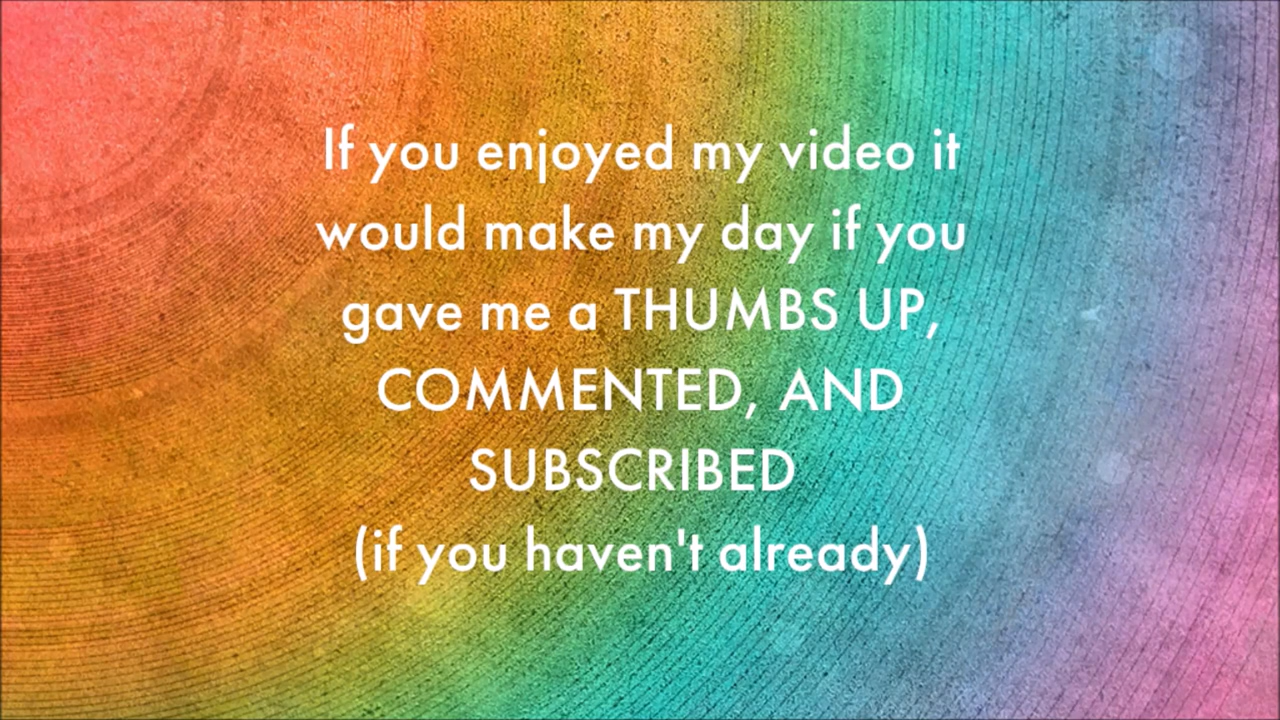 If you enjoyed my video it
would make my day if you
gave me a THUMBS UP,
COMMENTED, AND
SUBSCRIBED
(if you haven't already)